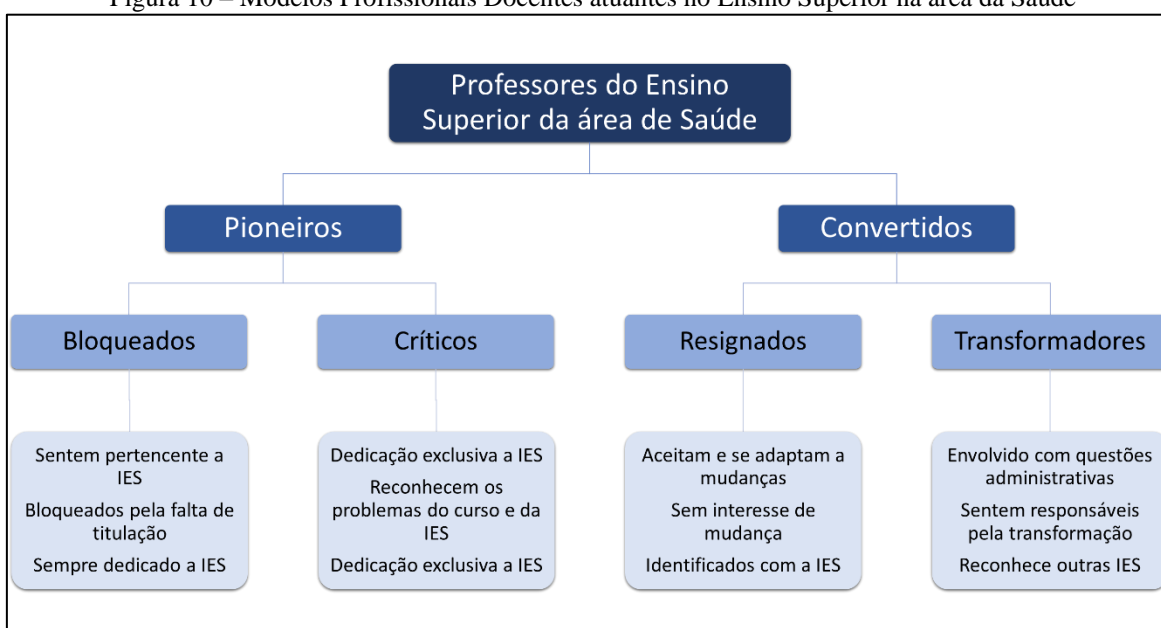 Figura 10 – Modelos Profissionais Docentes atuantes no Ensino Superior na área da Saúde
Professores do Ensino
Superior da área de Saúde
Pioneiros
Convertidos
Bloqueados
Críticos
Resignados
Transformadores
Sentem pertencente a
IES
Bloqueados pela falta de
titulação
Sempre dedicado a IES
Dedicação exclusiva a IES
Reconhecem os
problemas do curso e da
IES
Dedicação exclusiva a IES
Aceitam e se adaptam a
mudanças
Sem interesse de
mudança
Identificados com a IES
Envolvido com questões
administrativas
Sentem responsáveis
pela transformação
Reconhece outras IES